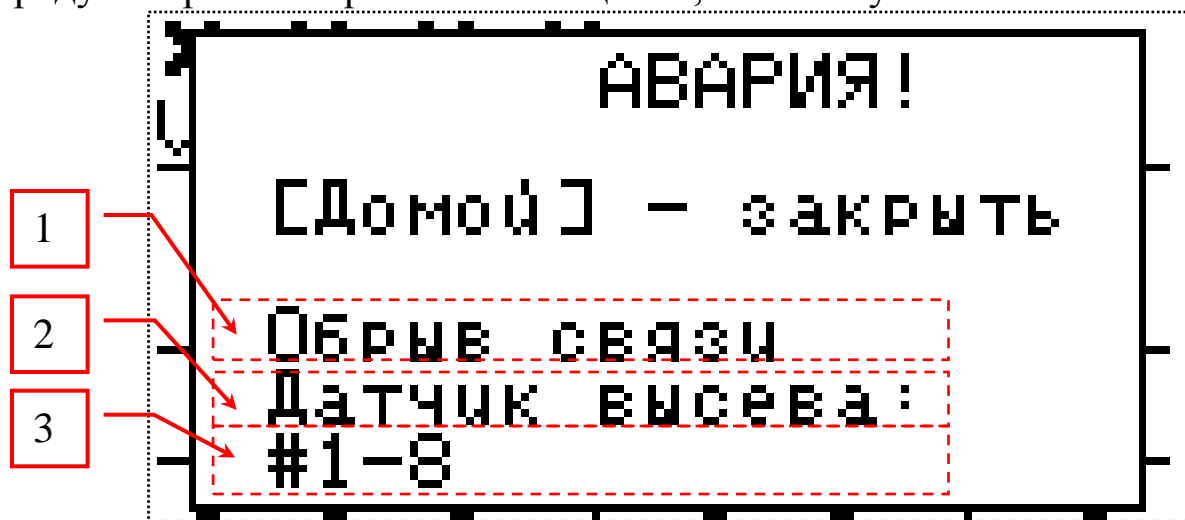 АВАРИЯ!
[Домой] – закрыть
1
Обрыв связи
2
Датчик высева:
3
#1-8